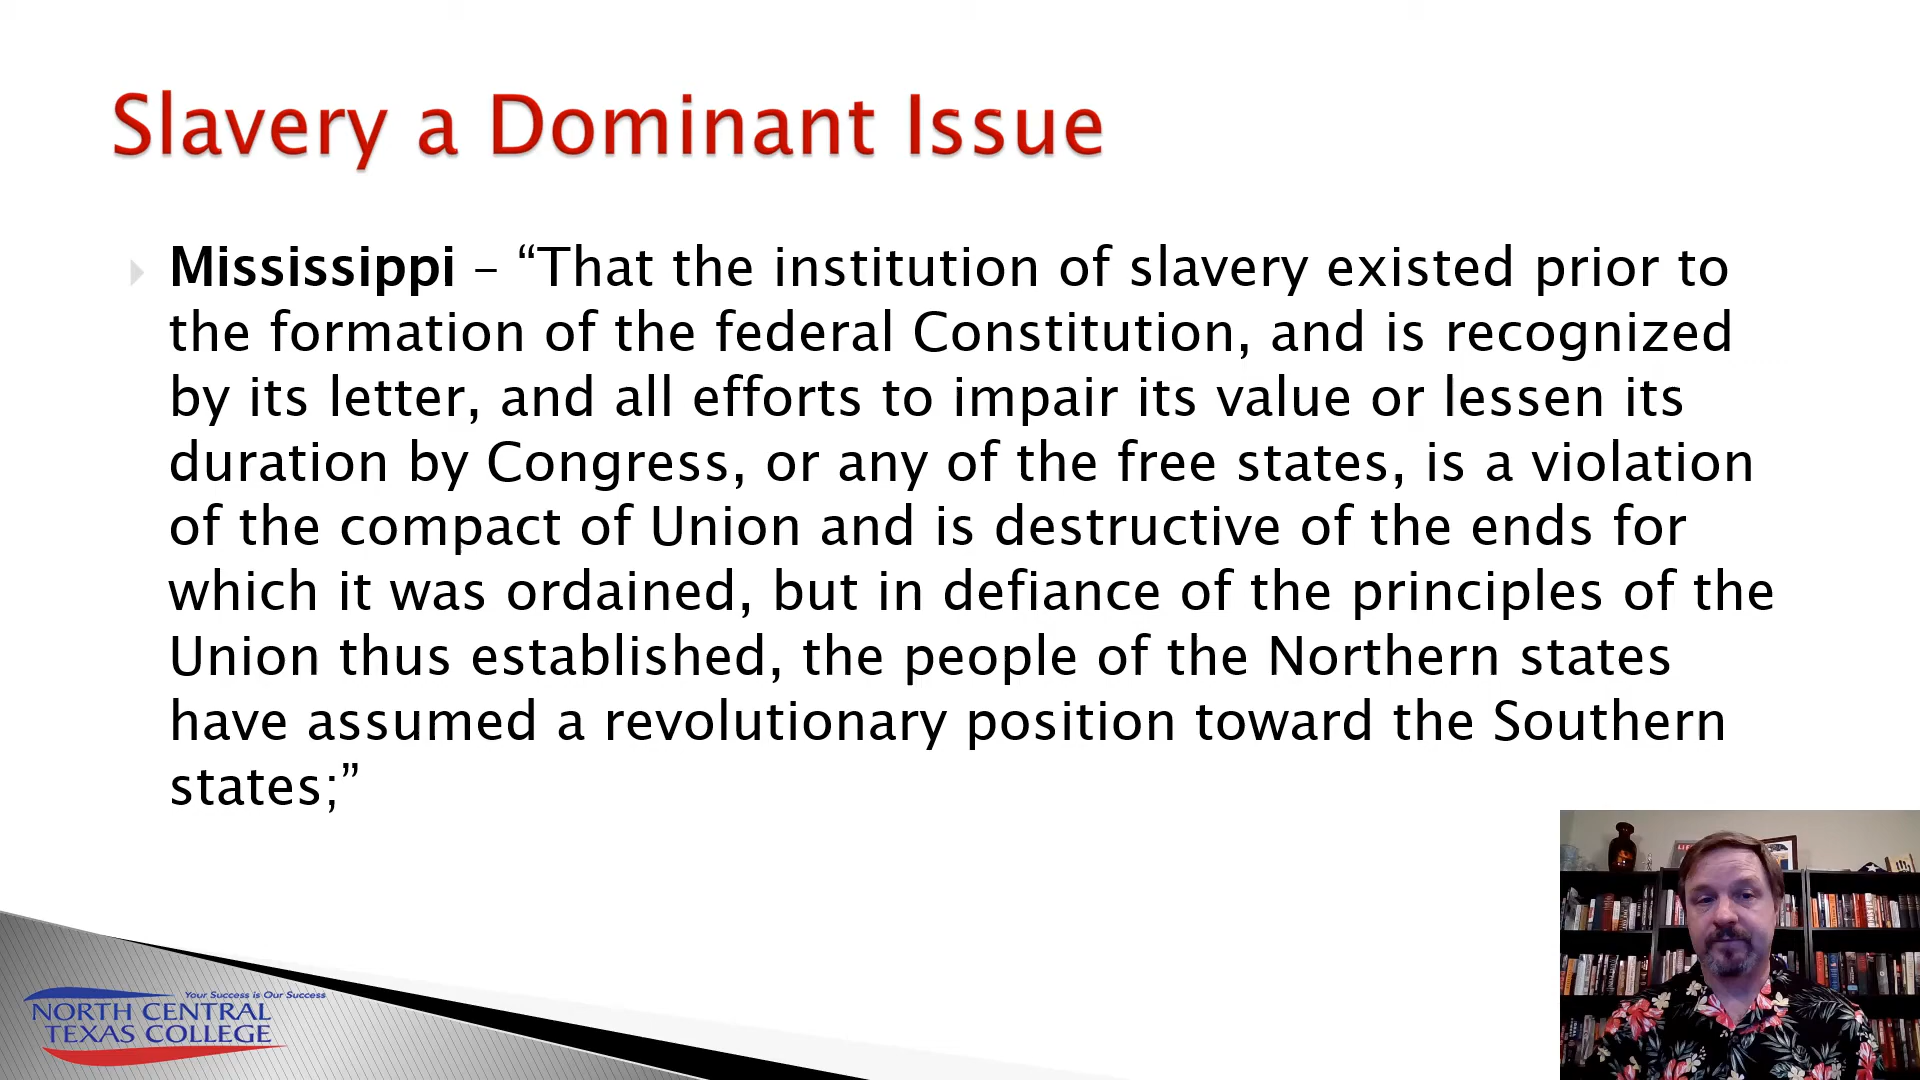 Slavery a Dominant Issue
Mississippi – “That the institution of slavery existed prior to
the formation of the federal Constitution, and is recognized
by its letter, and all efforts to impair its value or lessen its
duration by Congress, or any of the free states, is a violation
of the compact of Union and is destructive of the ends for
which it was ordained, but in defiance of the principles of the
Union thus established, the people of the Northern states
have assumed a revolutionary position toward the Southern
states;”
Your Success is Our Success
NORTH CENTRAL
TEXAS COLLEGE